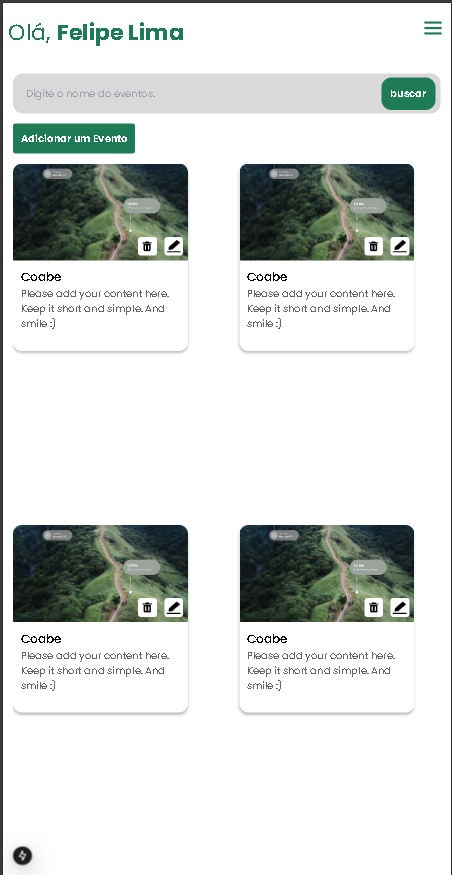 Olá, Felipe Lima
Digite o nome do eventos.
buscar
Adicionar um Evento
Coabe
Please add your content here.
Keep it short and simple. And
smile :)
Coabe
Please add your content here.
Keep it short and simple. And
smile :)
Coabe
Please add your content here.
Keep it short and simple. And
smile :)
Coabe
Please add your content here.
Keep it short and simple. And
smile :)